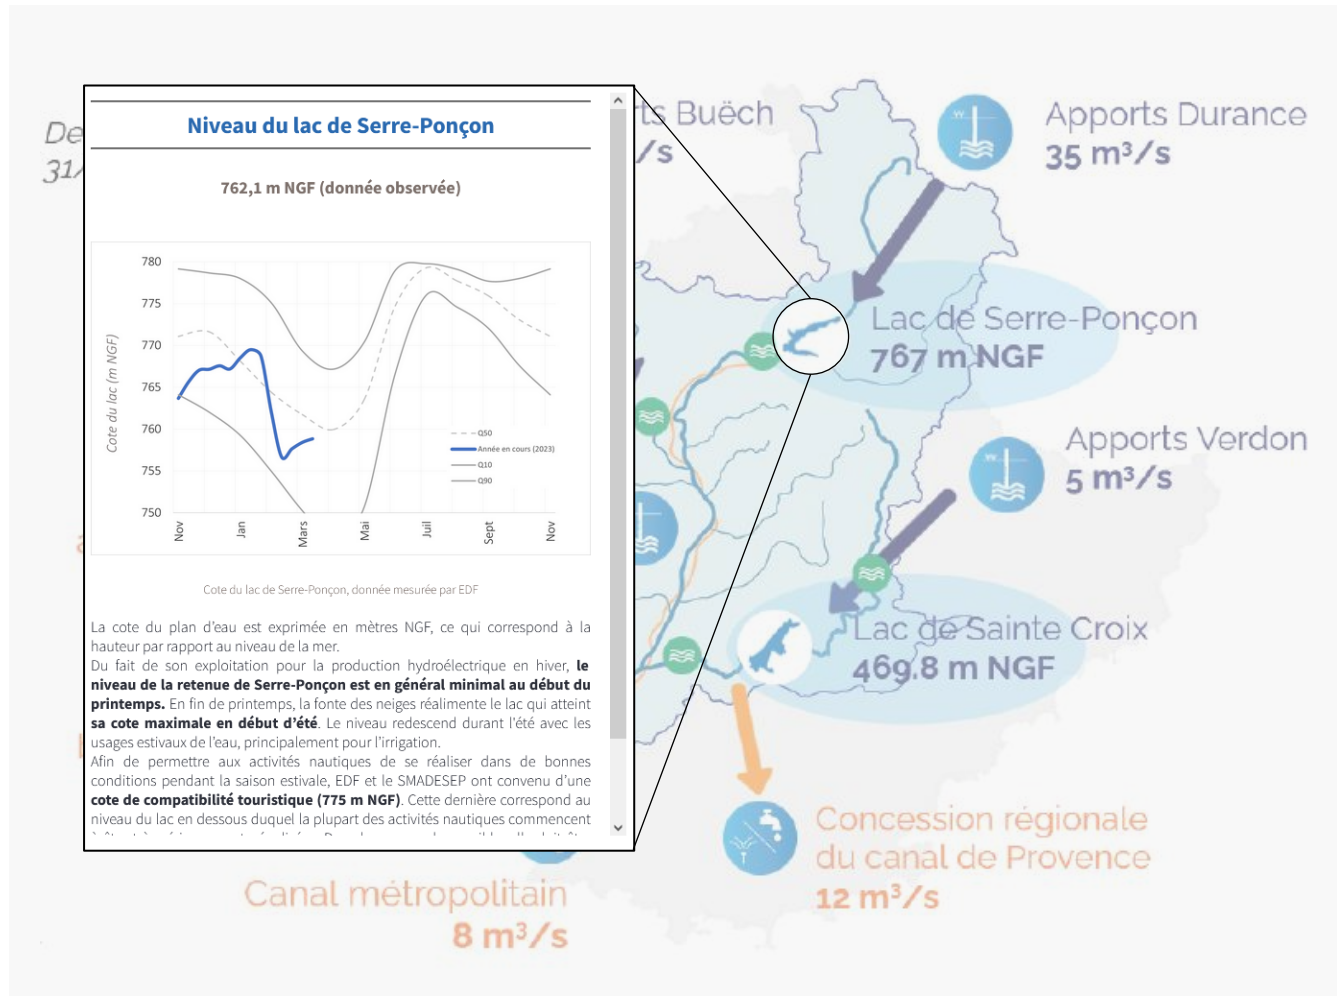 De
31/
Niveau du lac de Serre-Ponçon
762,1 m NGF (donnée observée)
780
775
770
765
760
755
750
Cote du lac (m NGF)
Nov
Jan
Mars
Mai
Juil
Sept
Nov
Q50
Année en cours (2023)
Q10
Q90
Cote du lac de Serre-Ponçon, donnée mesurée par EDF
La cote du plan d’eau est exprimée en mètres NGF, ce qui correspond à la
hauteur par rapport au niveau de la mer.
Du fait de son exploitation pour la production hydroélectrique en hiver, le
niveau de la retenue de Serre-Ponçon est en général minimal au début du
printemps. En fin de printemps, la fonte des neiges réalimente le lac qui atteint
sa cote maximale en début d’été. Le niveau redescend durant l’été avec les
usages estivaux de l’eau, principalement pour l’irrigation.
Afin de permettre aux activités nautiques de se réaliser dans de bonnes
conditions pendant la saison estivale, EDF et le SMADESEP ont convenu d’une
cote de compatibilité touristique (775 m NGF). Cette dernière correspond au
niveau du lac en dessous duquel la plupart des activités nautiques commencent
ts Buëch
/s
Apports Durance
35 m³/s
Lac de Serre-Ponçon
767 m NGF
Apports Verdon
5 m³/s
Lac de Sainte Croix
469.8 m NGF
Concession régionale
du canal de Provence
12 m³/s
Canal métropolitain
8 m³/s